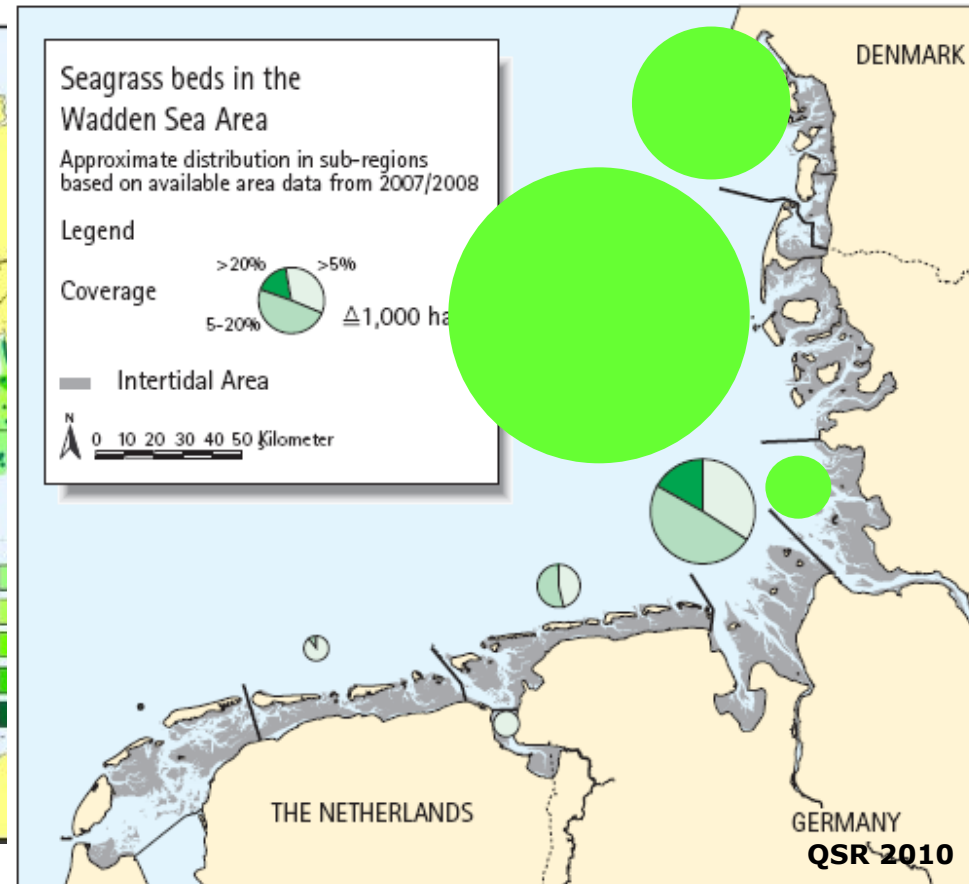 Seagrass beds in the
Wadden Sea Area
Approximate distribution in sub-regions
based on available area data from 2007/2008
Legend
Coverage
>20%
>5%
5-20%
≙1,000 ha
Intertidal Area
N
0 10 20 30 40 50 Kilometer
DENMARK
THE NETHERLANDS
GERMANY
QSR 2010